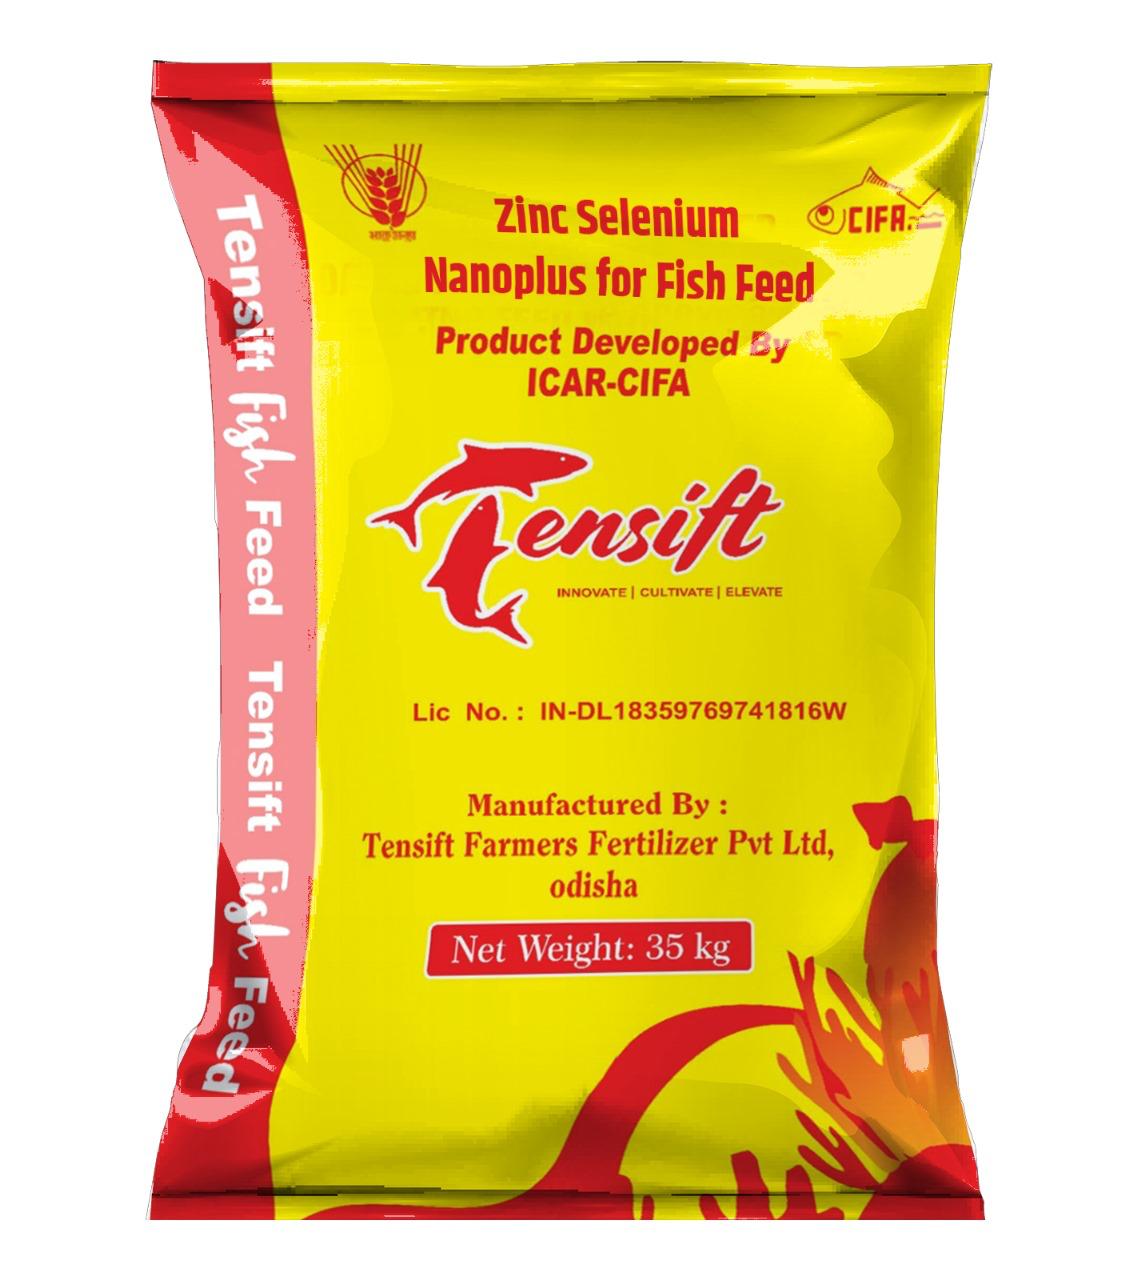 Zinc Selenium
Nanoplus for Fish Feed
Product Developed By
ICAR-CIFA
CIFA
Tensift
INNOVATE | CULTIVATE | ELEVATE
Lic No. : IN-DL18359769741816W
Manufactured By :
Tensift Farmers Fertilizer Pvt Ltd,
odisha
Net Weight: 35 kg
Tensift Fish Feed Tensift Fish Feed